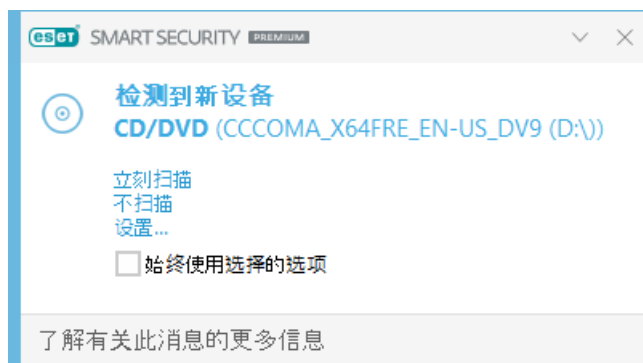 eset SMART SECURITY PREMIUM
检测到新设备
CD/DVD (CCCOMA_X64FRE_EN-US_DV9 (D:\))
立刻扫描
不扫描
设置...
始终使用选择的选项
了解有关此消息的更多信息